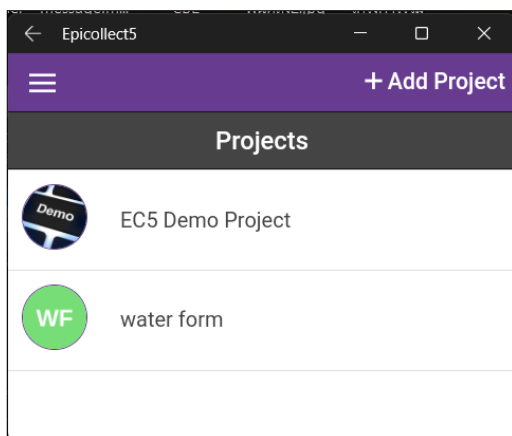 Epicollect5
+ Add Project
Projects
Demo
EC5 Demo Project
WF
water form